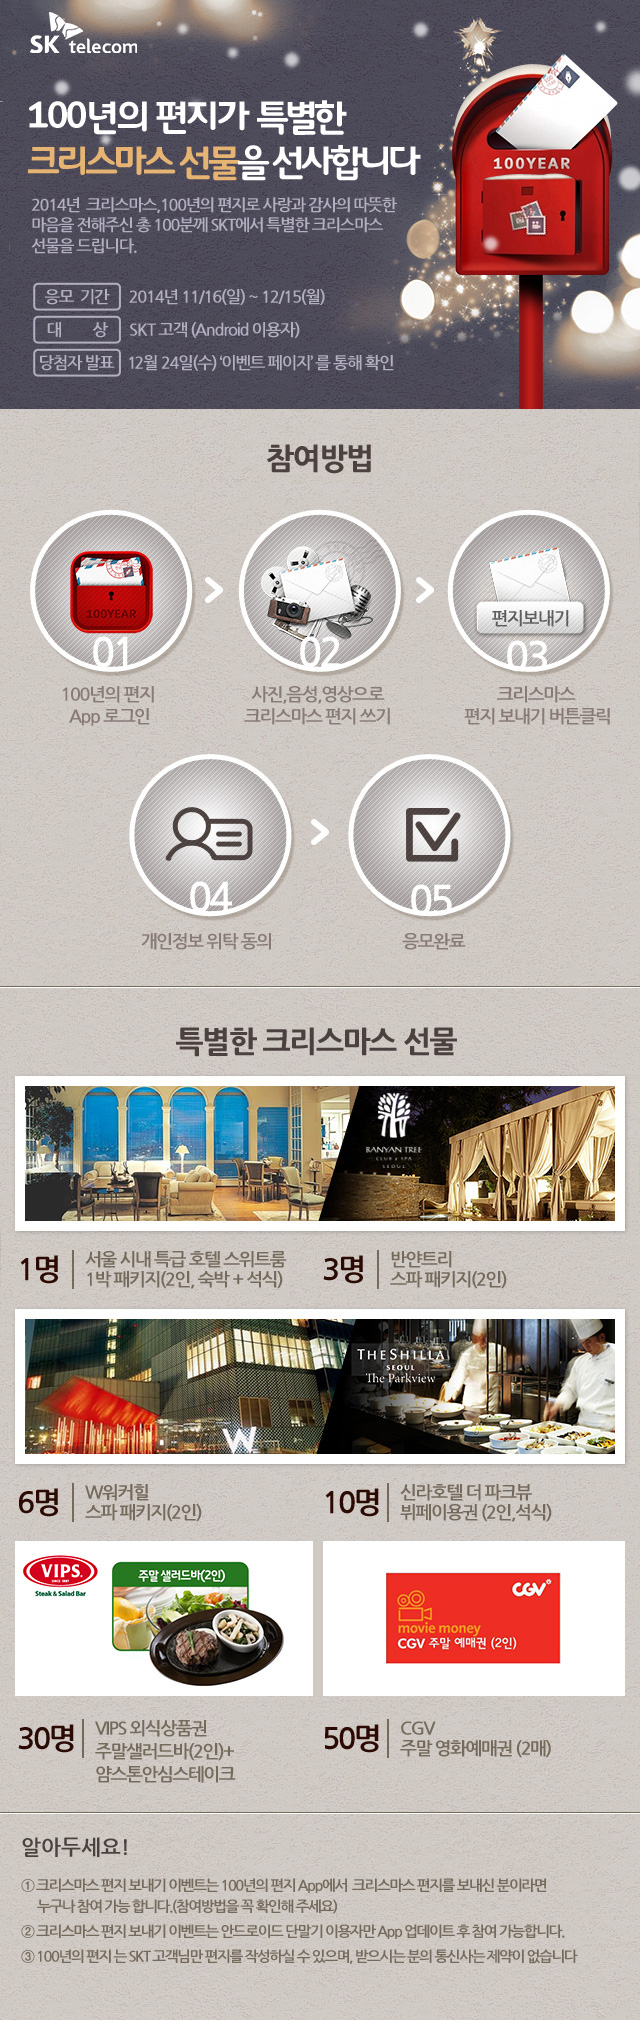 SK telecom
100년의 편지가 특별한
크리스마스 선물을 선사합니다
2014년 크리스마스,100년의 편지로 사랑과 감사의 따뜻한
마음을 전해주신 총 100분께 SKT에서 특별한 크리스마스
선물을 드립니다.
응모 기간 2014년 11/16(일) ~ 12/15(월)
대 상 SKT 고객 (Android 이용자)
당첨자 발표 12월 24일(수) ‘이벤트 페이지’ 를 통해 확인
100YEAR
참여방법
100YEAR
01
02
편지보내기
03
100년의 편지
App 로그인
사진,음성,영상으로
크리스마스 편지 쓰기
크리스마스
편지 보내기 버튼클릭
04
05
개인정보 위탁 동의
응모완료
특별한 크리스마스 선물
BANYAN TREE
CLUB & SPA
SEOUL
1명
서울 시내 특급 호텔 스위트룸
1박 패키지(2인, 숙박 + 석식)
3명
반얀트리
스파 패키지(2인)
W
THE SHILLA
SEOUL
The Parkview
6명
W워커힐
스파 패키지(2인)
10명
신라호텔 더 파크뷰
뷔페이용권 (2인,석식)
VIPS
SINCE 1997
Steak & Salad Bar
주말 샐러드바(2인)
CGV
movie money
CGV 주말 예매권 (2인)
30명
VIPS 외식상품권
주말샐러드바(2인)+
얌스톤안심스테이크
50명
CGV
주말 영화예매권 (2매)
알아두세요!
① 크리스마스 편지 보내기 이벤트는 100년의 편지 App에서 크리스마스 편지를 보내신 분이라면
누구나 참여 가능 합니다.(참여방법을 꼭 확인해 주세요)
② 크리스마스 편지 보내기 이벤트는 안드로이드 단말기 이용자만 App 업데이트 후 참여 가능합니다.
③ 100년의 편지 는 SKT 고객님만 편지를 작성하실 수 있으며, 받으시는 분의 통신사는 제약이 없습니다